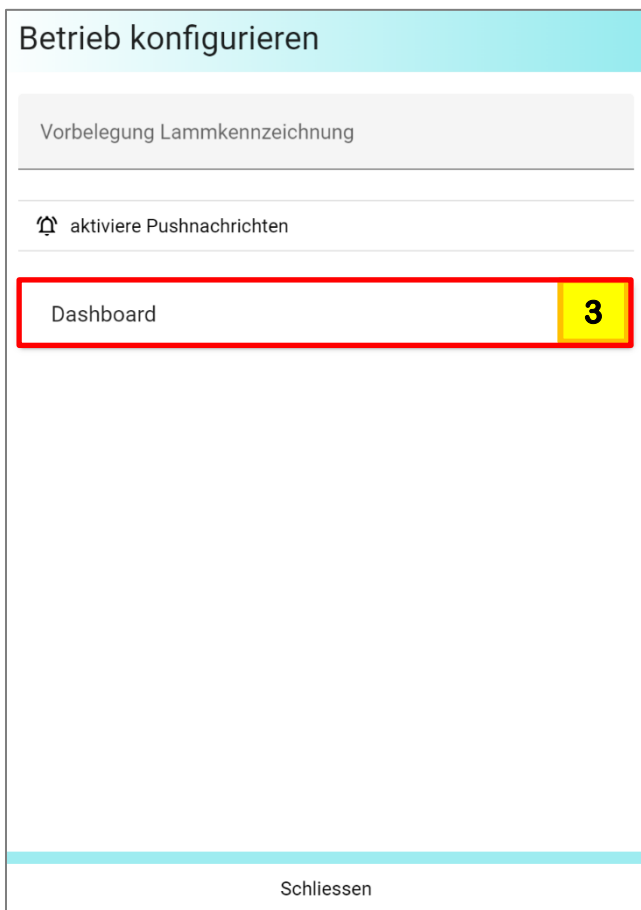 Betrieb konfigurieren
Vorbelegung Lammkennzeichnung
aktiviere Pushnachrichten
Dashboard 3
Schliessen